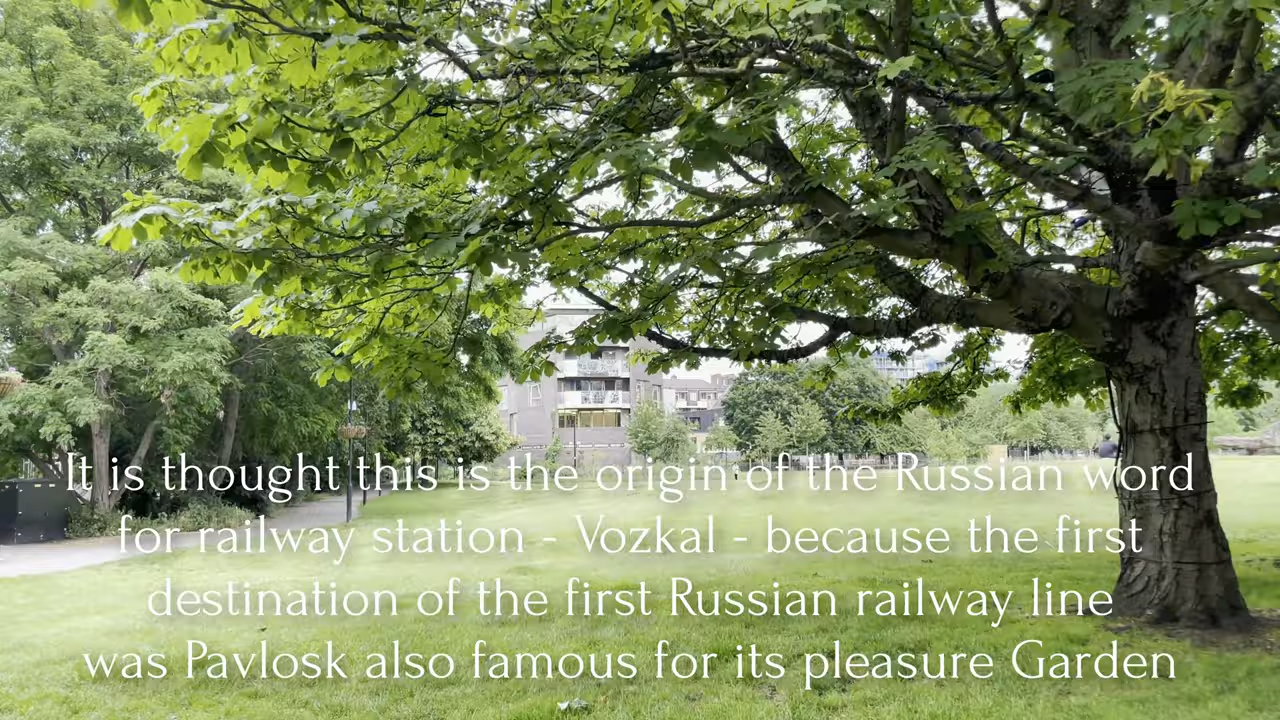 It is thought this is the origin of the Russian word
for railway station - Vozkal - because the first
destination of the first Russian railway line
was Pavlosk also famous for its pleasure Garden